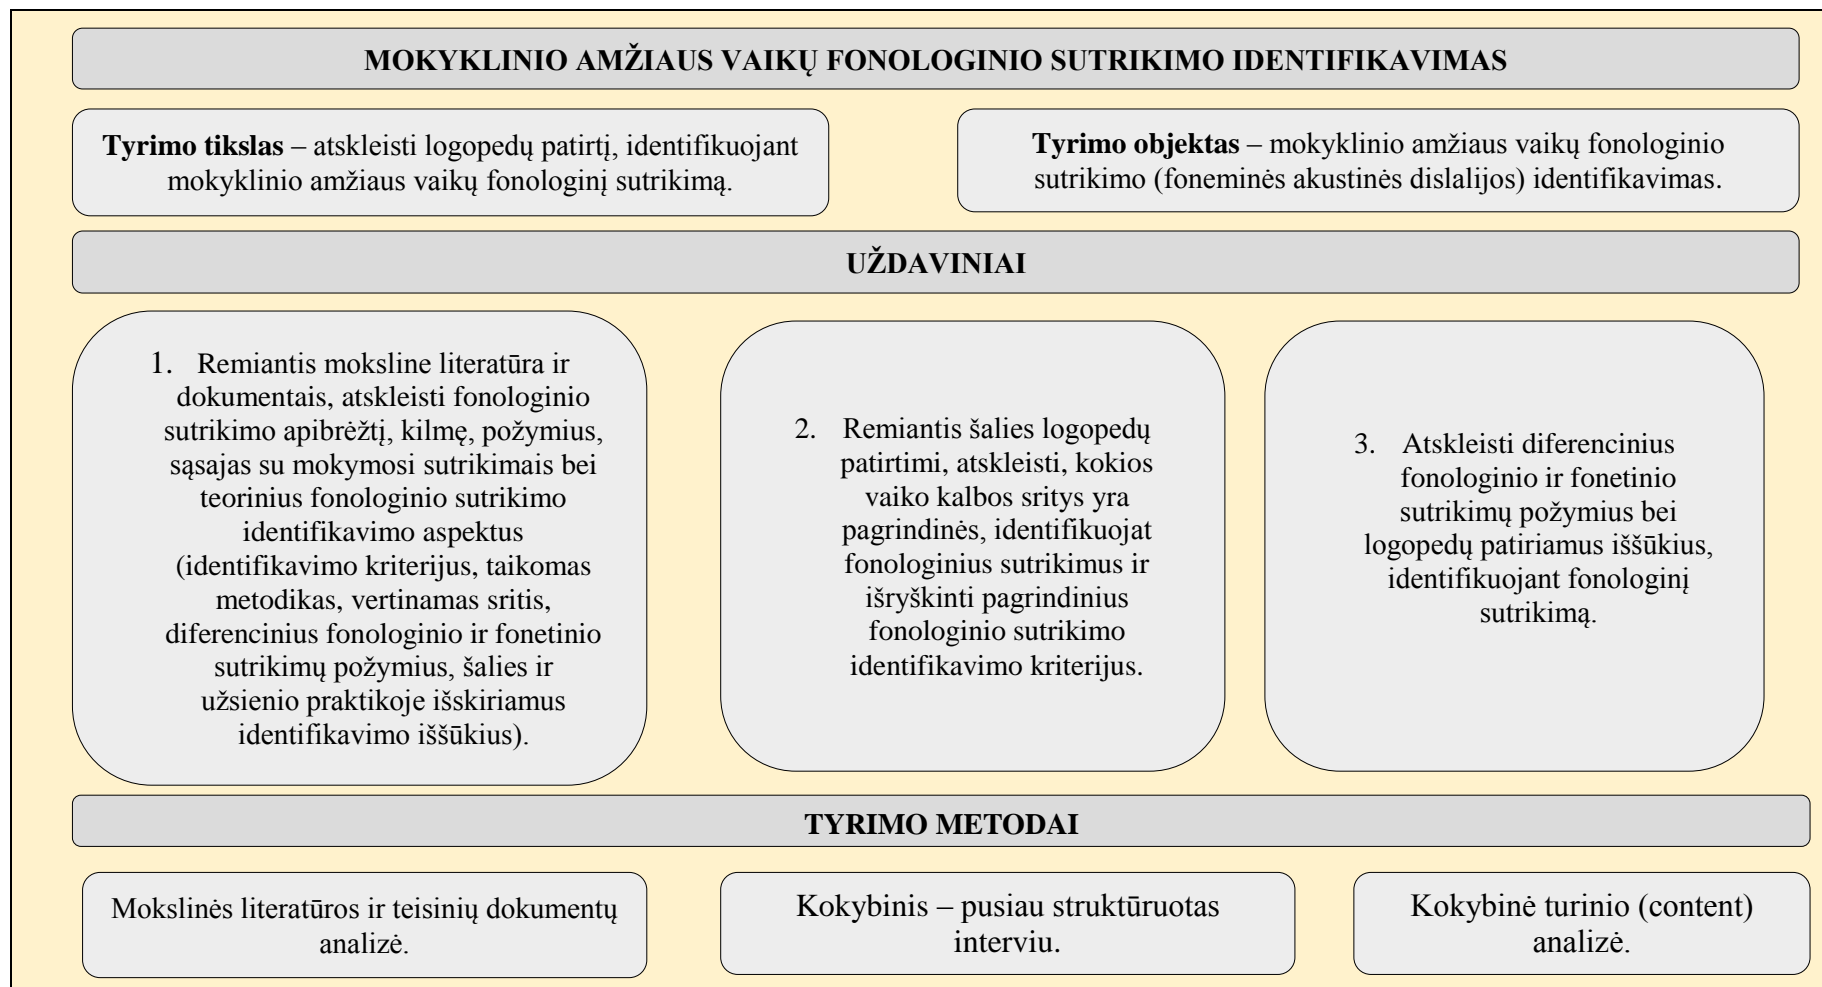 MOKYKLINIO AMŽIAUS VAIKŲ FONOLOGINIO SUTRIKIMO IDENTIFIKAVIMAS
Tyrimo tikslas – atskleisti logopedų patirtį, identifikuojant
mokyklinio amžiaus vaikų fonologinį sutrikimą.
Tyrimo objektas – mokyklinio amžiaus vaikų fonologinio
sutrikimo (foneminės akustinės dislalijos) identifikavimas.
UŽDAVINIAI
1. Remiantis moksline literatūra ir
dokumentais, atskleisti fonologinio
sutrikimo apibrėžtį, kilmę, požymius,
sąsajas su mokymosi sutrikimais bei
teorinius fonologinio sutrikimo
identifikavimo aspektus
(identifikavimo kriterijus, taikomas
metodikas, vertinamas sritis,
diferencinius fonologinio ir fonetinio
sutrikimų požymius, šalies ir
užsienio praktikoje išskiriamus
identifikavimo iššūkius).
2. Remiantis šalies logopedų
patirtimi, atskleisti, kokios
vaiko kalbos sritys yra
pagrindinės, identifikuojat
fonologinius sutrikimus ir
išryškinti pagrindinius
fonologinio sutrikimo
identifikavimo kriterijus.
3. Atskleisti diferencinius
fonologinio ir fonetinio
sutrikimų požymius bei
logopedų patiriamus iššūkius,
identifikuojant fonologinį
sutrikimą.
TYRIMO METODAI
Mokslinės literatūros ir teisinių dokumentų
analizė.
Kokybinis – pusiau struktūruotas
interviu.
Kokybinė turinio (content)
analizė.